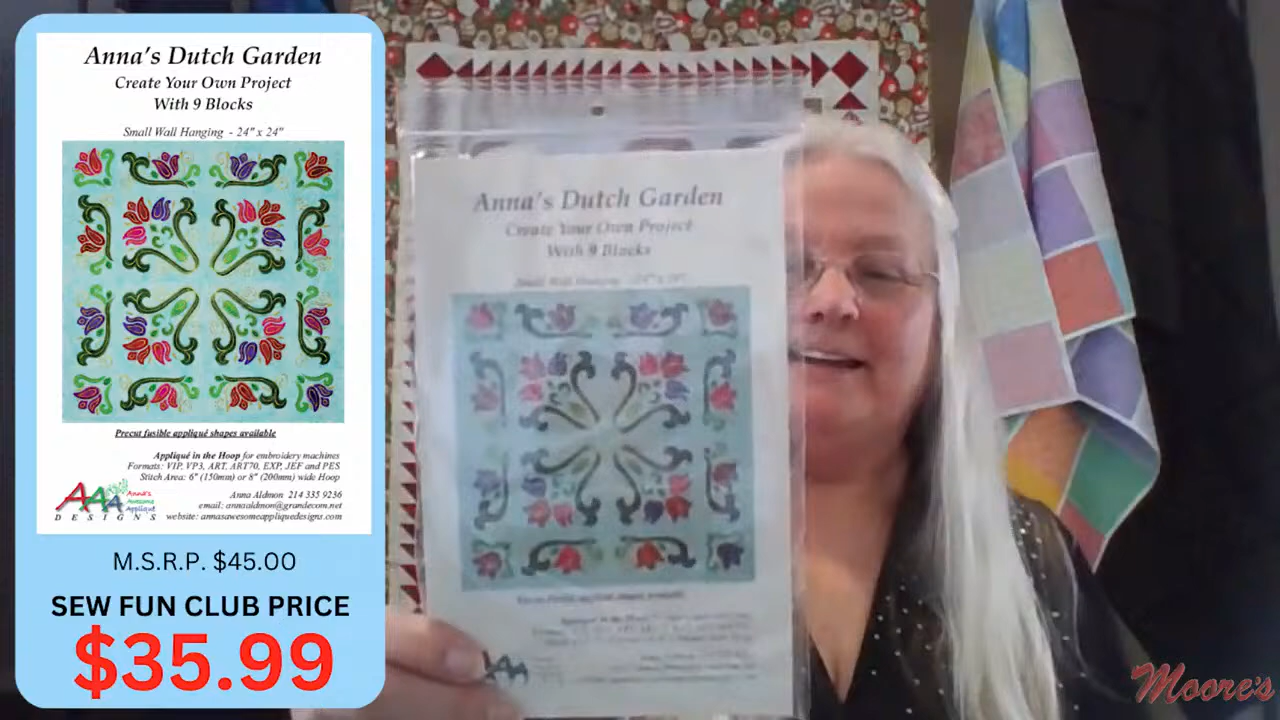 Anna's Dutch Garden
Create Your Own Project
With 9 Blocks
Small Wall Hanging - 24" x 24"
Precut fusible appliqué shapes available
Appliqué in the Hoop for embroidery machines
Formats: VIP, VP3, ART, ART70, EXP, JEF and PES
Stitch Area: 6" (150mm) or 8" (200mm) wide Hoop
AAA Anna's Awesome Appliqué
DESIGNS
Anna Aldmon 214 335 9236
email: annaaldmon@grandecom.net
website: annasawesomeappliquedesigns.com
M.S.R.P. $45.00
SEW FUN CLUB PRICE
$35.99
Anna's Dutch Garden
Create Your Own Project
With 9 Blocks
Small Wall Hanging
Moore's